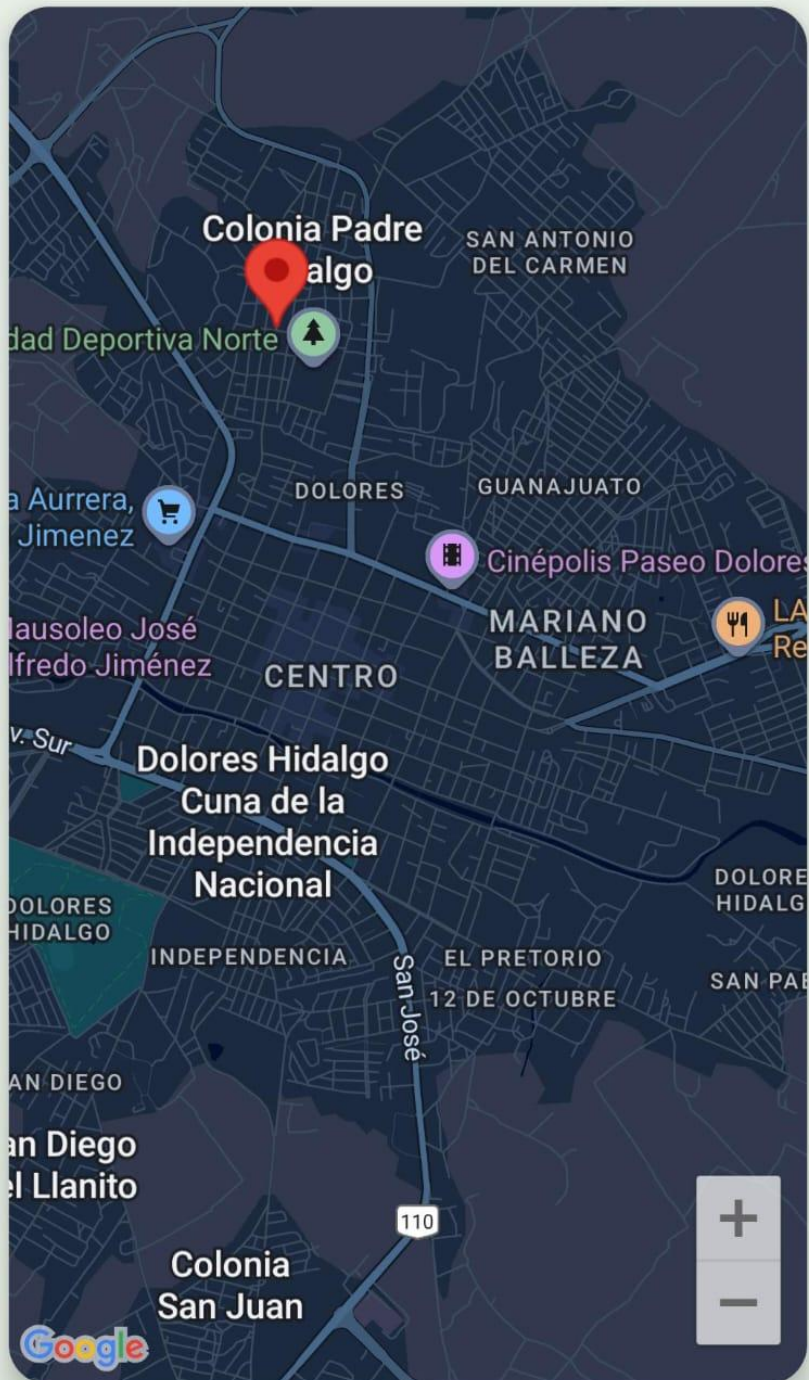 Colonia Padre
algo
SAN ANTONIO
DEL CARMEN
dad Deportiva Norte
DOLORES
GUANAJUATO
a Aurrera,
Jimenez
Cinépolis Paseo Dolores
lausoleo José
lfredo Jiménez
MARIANO
BALLEZA
LA
Re
CENTRO
v. Sur
Dolores Hidalgo
Cuna de la
Independencia
Nacional
DOLORES
HIDALGO
DOLORE
HIDALG
INDEPENDENCIA
EL PRETORIO
12 DE OCTUBRE
SAN PAB
San José
AN DIEGO
an Diego
el Llanito
110
Colonia
San Juan
Google
+
−